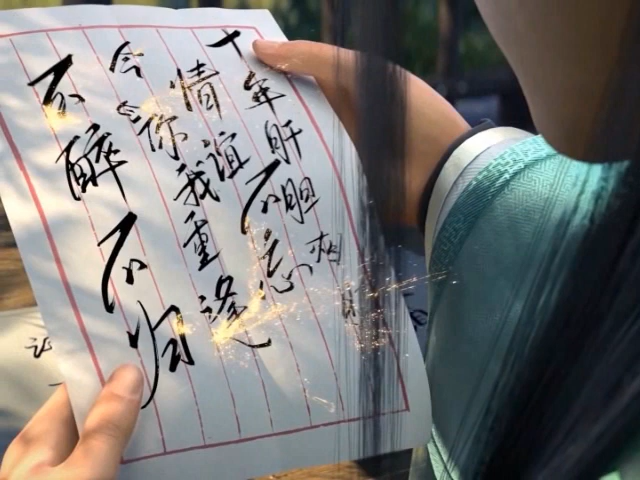 十年肝胆
情谊不忘
今你我重逢
不醉不归